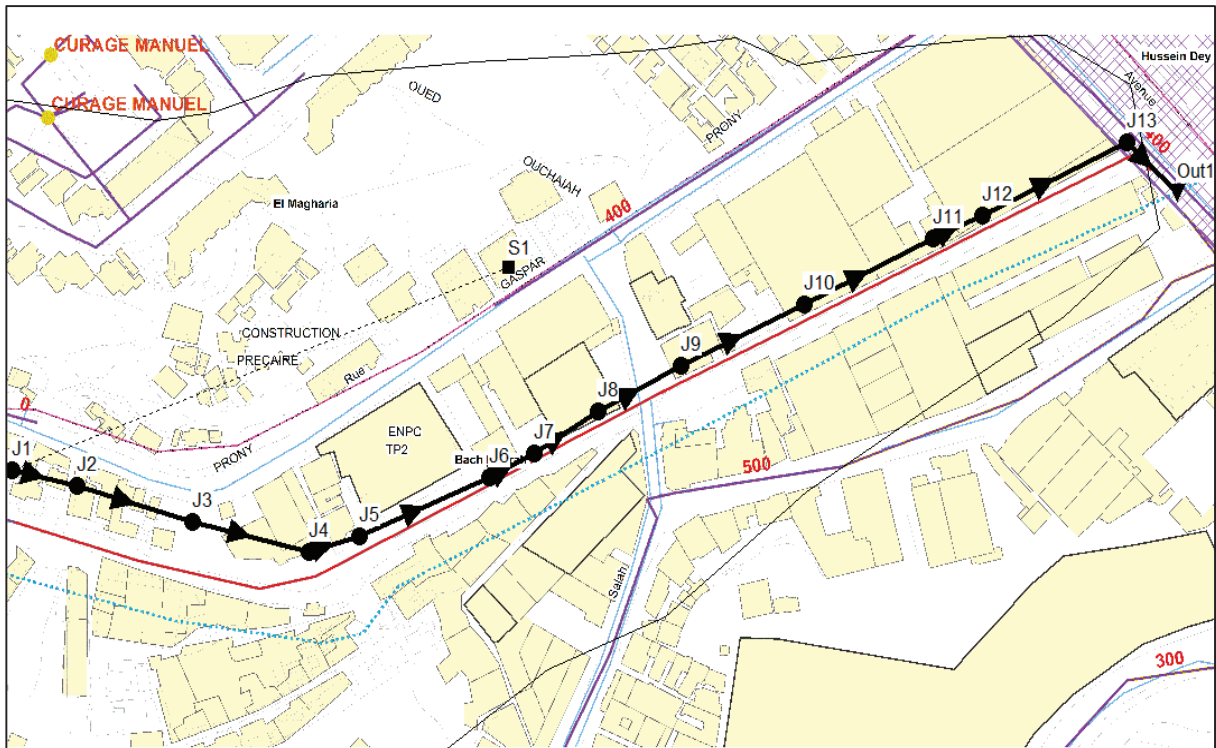 CURAGE MANUEL
Hussein Dey
OUED
Avenue
CURAGE MANUEL
J13
PRONY
400
OUCHAIAH
Out1
El Magharia
J12
400
J11
S1
GASPAR
J10
CONSTRUCTION
J9
PRECAIRE
Rue
J8
0
ENPC
J7
TP2
J1
PRONY
J6
J2
500
J3
J5
J4
Salah
300